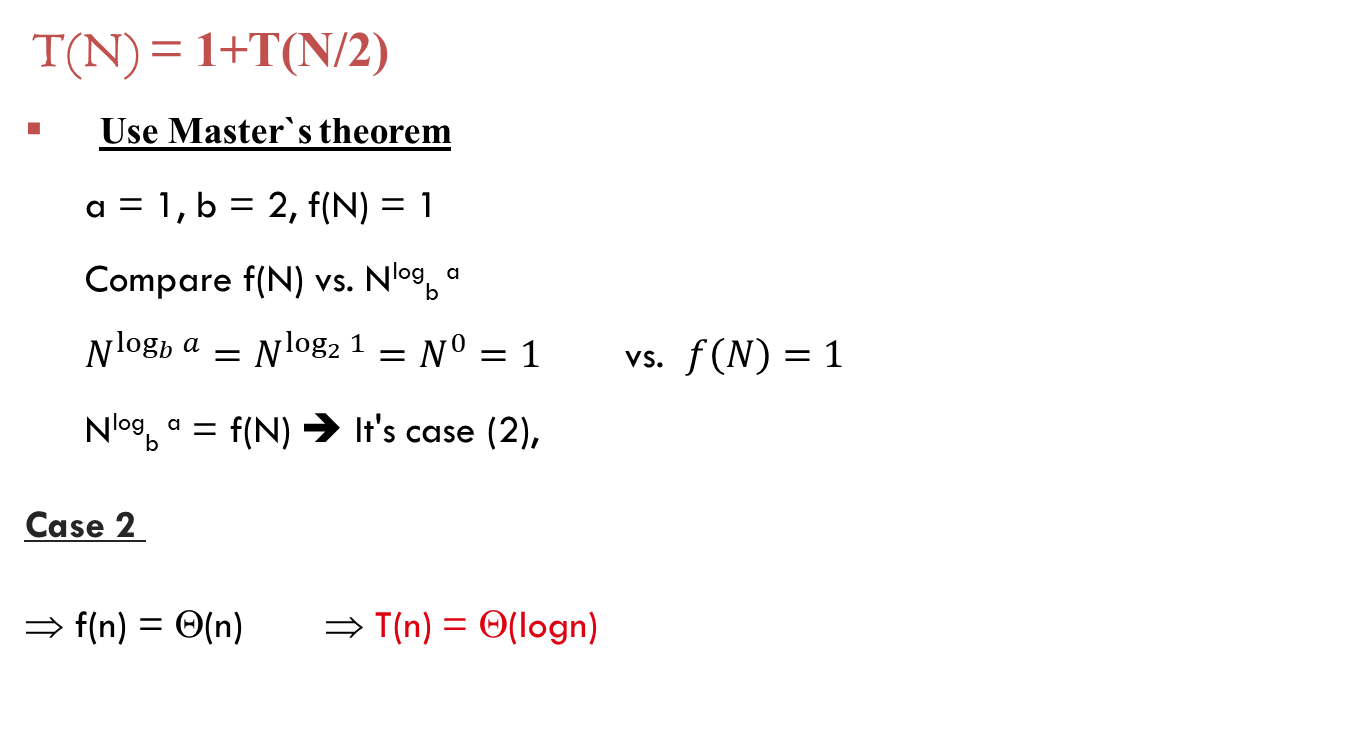 T(N) = 1+T(N/2)
▪ Use Master`s theorem
a = 1, b = 2, f(N) = 1
Compare f(N) vs. N^log_b a
N^log_b a = N^log_2 1 = N^0 = 1 vs. f(N) = 1
N^log_b a = f(N) ➔ It's case (2),
Case 2
⇒ f(n) = Θ(n) ⇒ T(n) = Θ(logn)